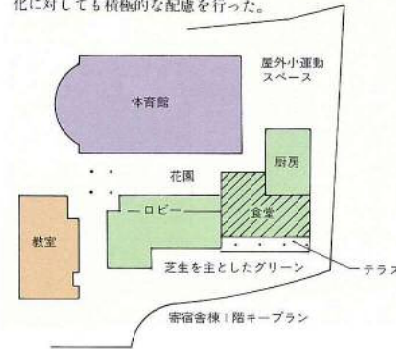 化に対しても積極的な配慮を行った。
屋外小運動
スペース
体育館
厨房
花園
ロビー
食堂
教室
芝生を主としたグリーン
テラス
寄宿舎棟1階キープラン